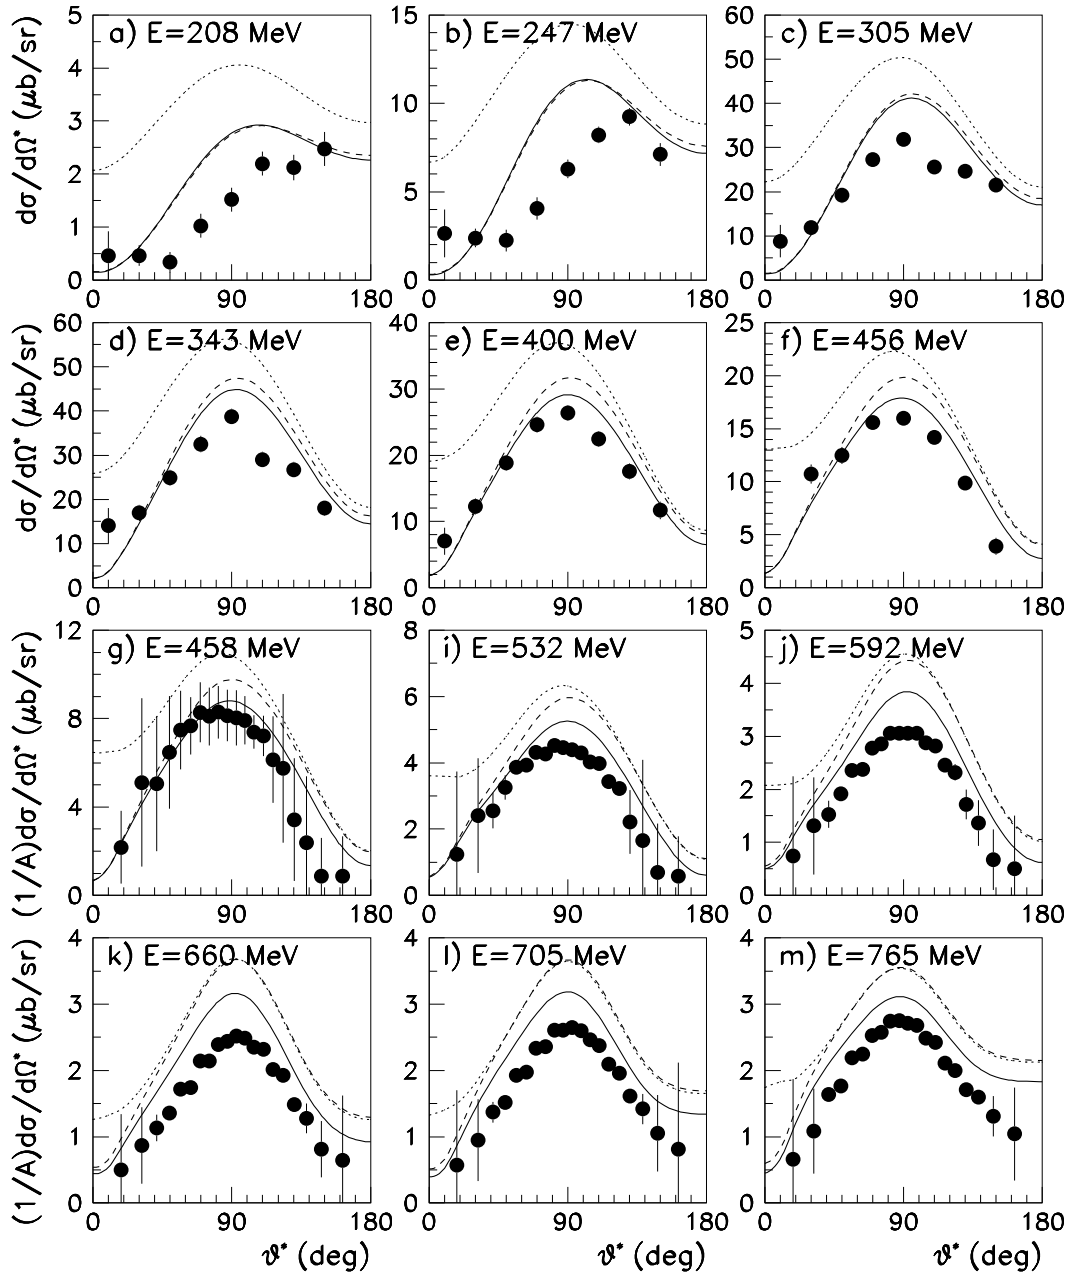 a) E=208 MeV
b) E=247 MeV
c) E=305 MeV
dσ/dΩ* (μb/sr)
0 1 2 3 4 5
0 5 10 15
0 10 20 30 40 50 60
0 90 180
0 90 180
0 90 180
d) E=343 MeV
e) E=400 MeV
f) E=456 MeV
dσ/dΩ* (μb/sr)
0 10 20 30 40 50 60
0 10 20 30 40
0 5 10 15 20 25
0 90 180
0 90 180
0 90 180
g) E=458 MeV
i) E=532 MeV
j) E=592 MeV
(1/A)dσ/dΩ* (μb/sr)
0 4 8 12
0 2 4 6 8
0 1 2 3 4 5
0 90 180
0 90 180
0 90 180
k) E=660 MeV
l) E=705 MeV
m) E=765 MeV
(1/A)dσ/dΩ* (μb/sr)
0 1 2 3 4
0 1 2 3 4
0 1 2 3 4
0 90 180
0 90 180
0 90 180
ϑ* (deg)
ϑ* (deg)
ϑ* (deg)